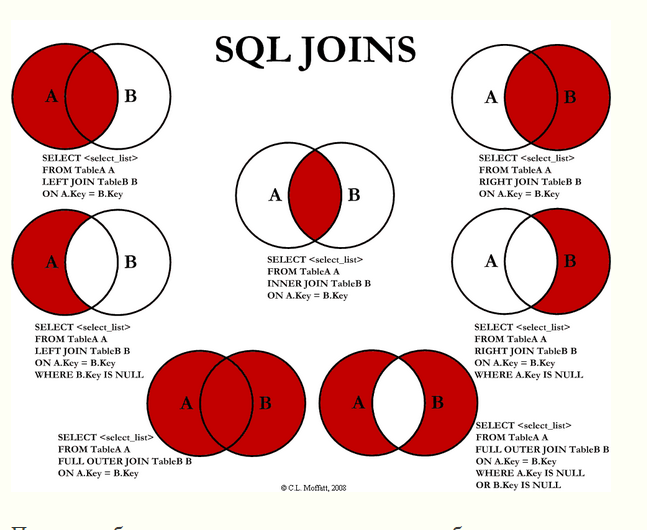 SQL JOINS
A B
SELECT <select_list>
FROM TableA A
LEFT JOIN TableB B
ON A.Key = B.Key
A B
SELECT <select_list>
FROM TableA A
RIGHT JOIN TableB B
ON A.Key = B.Key
A B
SELECT <select_list>
FROM TableA A
INNER JOIN TableB B
ON A.Key = B.Key
A B
SELECT <select_list>
FROM TableA A
LEFT JOIN TableB B
ON A.Key = B.Key
WHERE B.Key IS NULL
A B
SELECT <select_list>
FROM TableA A
RIGHT JOIN TableB B
ON A.Key = B.Key
WHERE A.Key IS NULL
A B
SELECT <select_list>
FROM TableA A
FULL OUTER JOIN TableB B
ON A.Key = B.Key
A B
SELECT <select_list>
FROM TableA A
FULL OUTER JOIN TableB B
ON A.Key = B.Key
WHERE A.Key IS NULL
OR B.Key IS NULL
© C.L. Moffatt, 2008